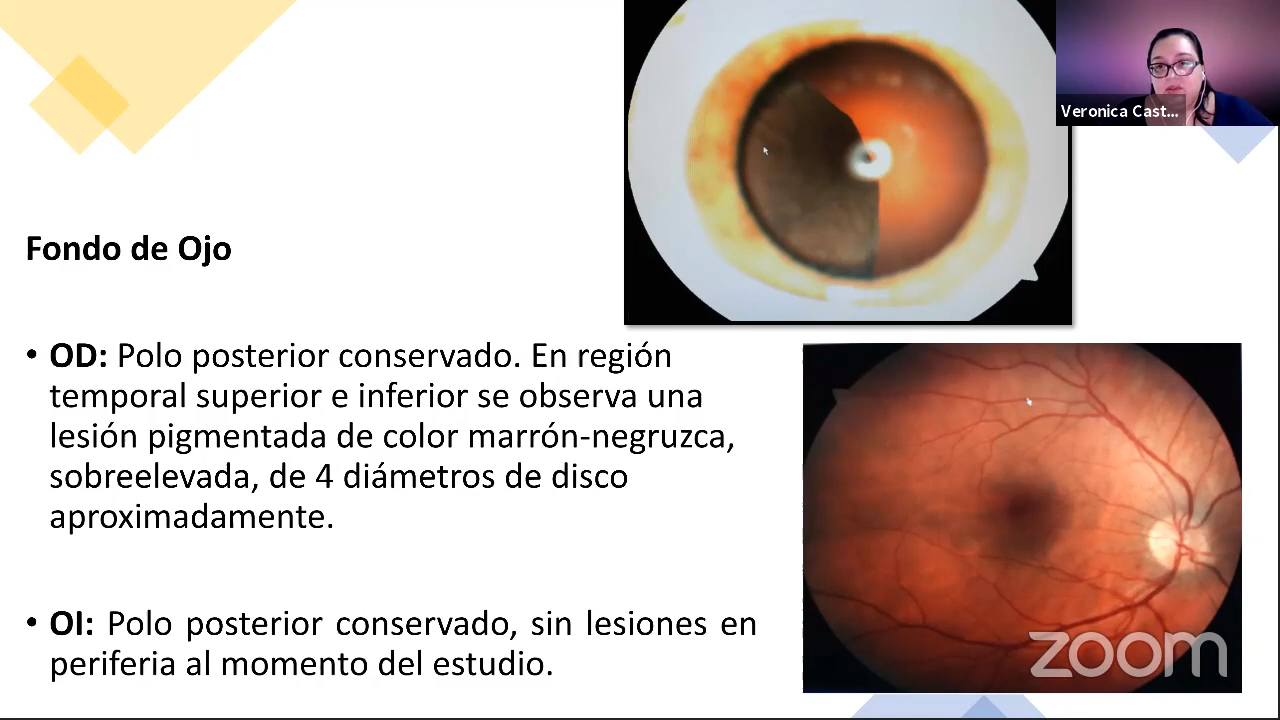 Veronica Cast...
Fondo de Ojo
• OD: Polo posterior conservado. En región
temporal superior e inferior se observa una
lesión pigmentada de color marrón-negruzca,
sobreelevada, de 4 diámetros de disco
aproximadamente.
• OI: Polo posterior conservado, sin lesiones en
periferia al momento del estudio.
zoom